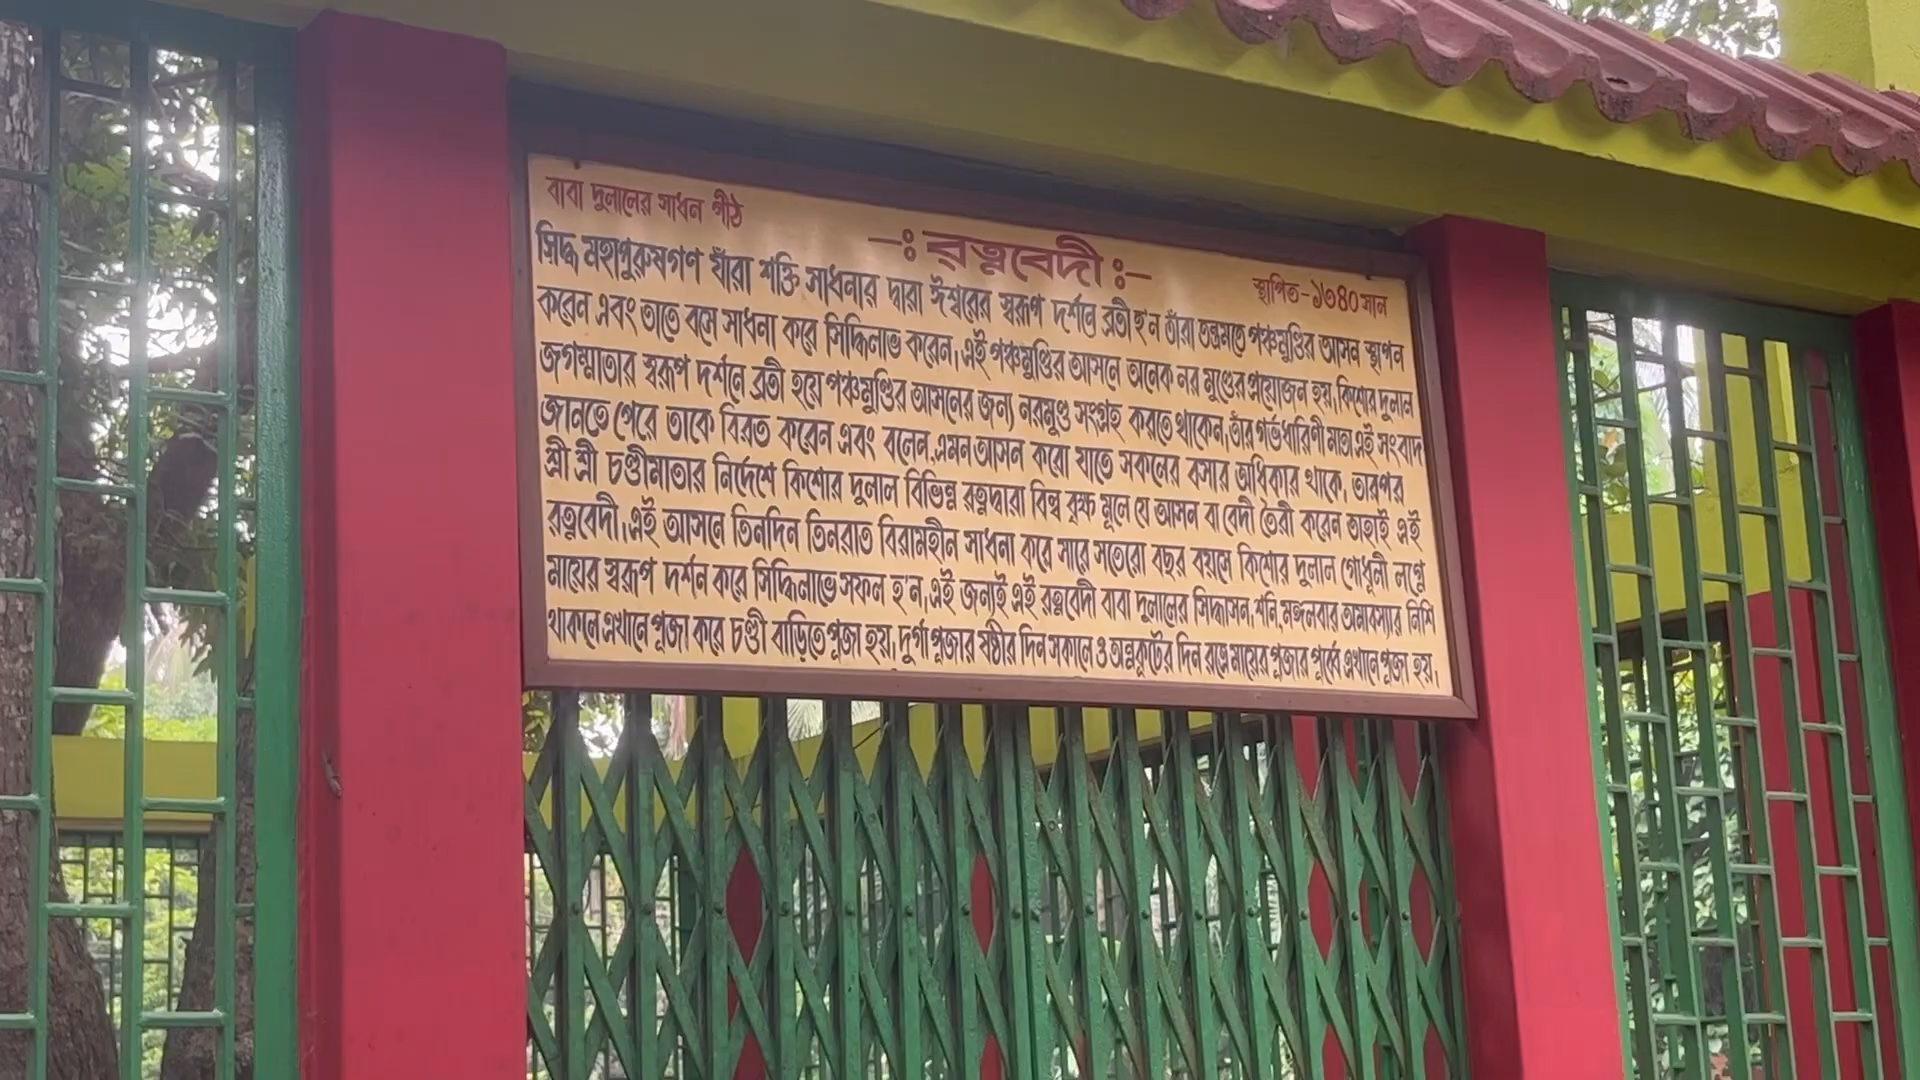 বাবা দুলালের সাধন পীঠ
-ঃ রত্নবেদী ঃ-
স্থাপিত-১৩৪০ সাল
সিদ্ধ মহাপুরুষগণ যাঁরা শক্তি সাধনার দ্বারা ঈশ্বরের স্বরূপ দর্শনে ব্রতী হ'ন তাঁরা তন্ত্রমতে পঞ্চমুণ্ডির আসন স্থাপন
করেন এবং তাতে বসে সাধনা করে সিদ্ধিলাভ করেন, এই পঞ্চমুণ্ডির আসনে অনেক নর মুণ্ডের প্রয়োজন হয়, কিশোর দুলাল
জগম্মাতার স্বরূপ দর্শনে ব্রতী হয়ে পঞ্চমুণ্ডির আসনের জন্য নরমুণ্ড সংগ্রহ করতে থাকেন, তাঁর গর্ভধারিণী মাতা এই সংবাদ
জানতে পেরে তাকে বিরত করেন এবং বলেন, এমন আসন করো যাতে সকলের বসার অধিকার থাকে, তারপর
শ্রী শ্রী চণ্ডীমাতার নির্দেশে কিশোর দুলাল বিভিন্ন রত্নদ্বারা বিল্ব বৃক্ষ মূলে যে আসন বা বেদী তৈরী করেন তাহাই এই
রত্নবেদী, এই আসনে তিনদিন তিনরাত বিরামহীন সাধনা করে সারে সতেরো বছর বয়সে কিশোর দুলাল গোধূলী লগ্নে
মায়ের স্বরূপ দর্শন করে সিদ্ধিলাভে সফল হ'ন, এই জন্যই এই রত্নবেদী বাবা দুলালের সিদ্ধাসন, শনি, মঙ্গলবার অমাবস্যার নিশি
থাকলে এখানে পূজা করে চণ্ডী বাড়িতে পূজা হয়, দুর্গা পূজার ষষ্ঠীর দিন সকালে ও অন্নকুটের দিন রাত্রে মায়ের পূজার পূর্ব্বে এখানে পূজা হয়,